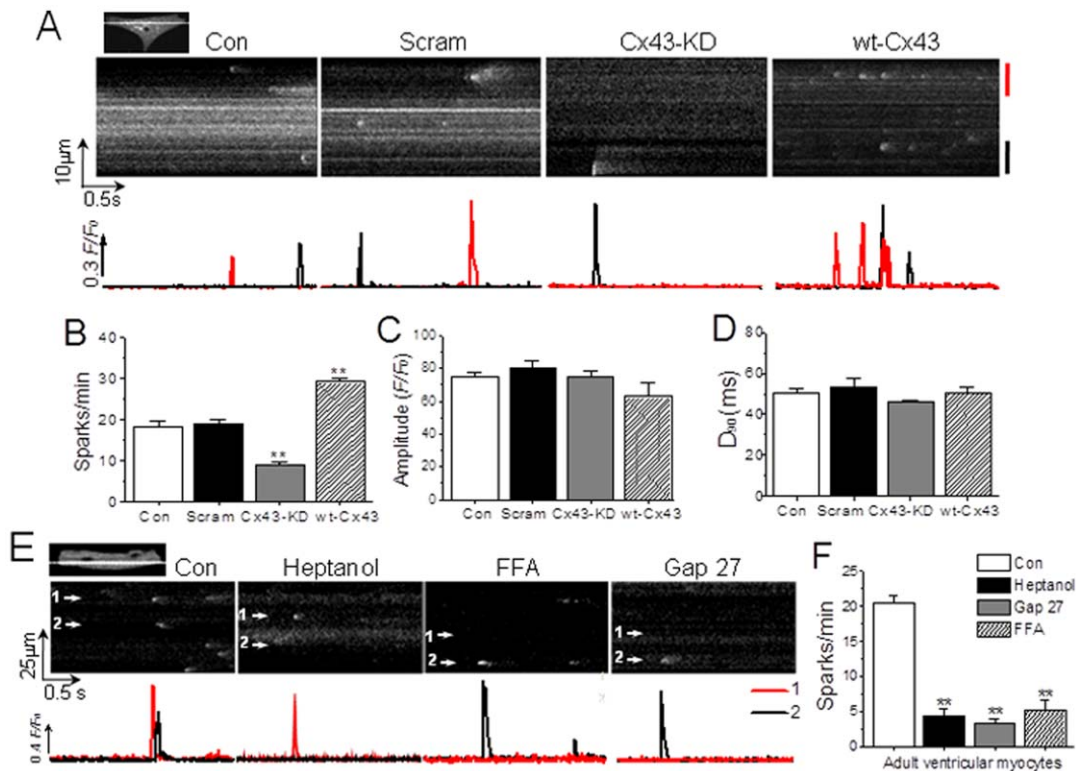 A
Con Scram Cx43-KD wt-Cx43
10µm
0.5s
0.3 F/F0
B
Sparks/min
40
30
20
10
0
**
**
Con Scram Cx43-KD wt-Cx43
C
Amplitude (F/F0)
100
80
60
40
20
0
Con Scram Cx43-KD wt-Cx43
D
D90(ms)
80
60
40
20
0
Con Scram Cx43-KD wt-Cx43
E
Con Heptanol FFA Gap 27
1
2
1
2
1
2
1
2
25µm
0.5 s
0.4 F/F0
1
2
F
Con
Heptanol
Gap 27
FFA
Sparks/min
25
20
15
10
5
0
** ** **
Adult ventricular myocytes